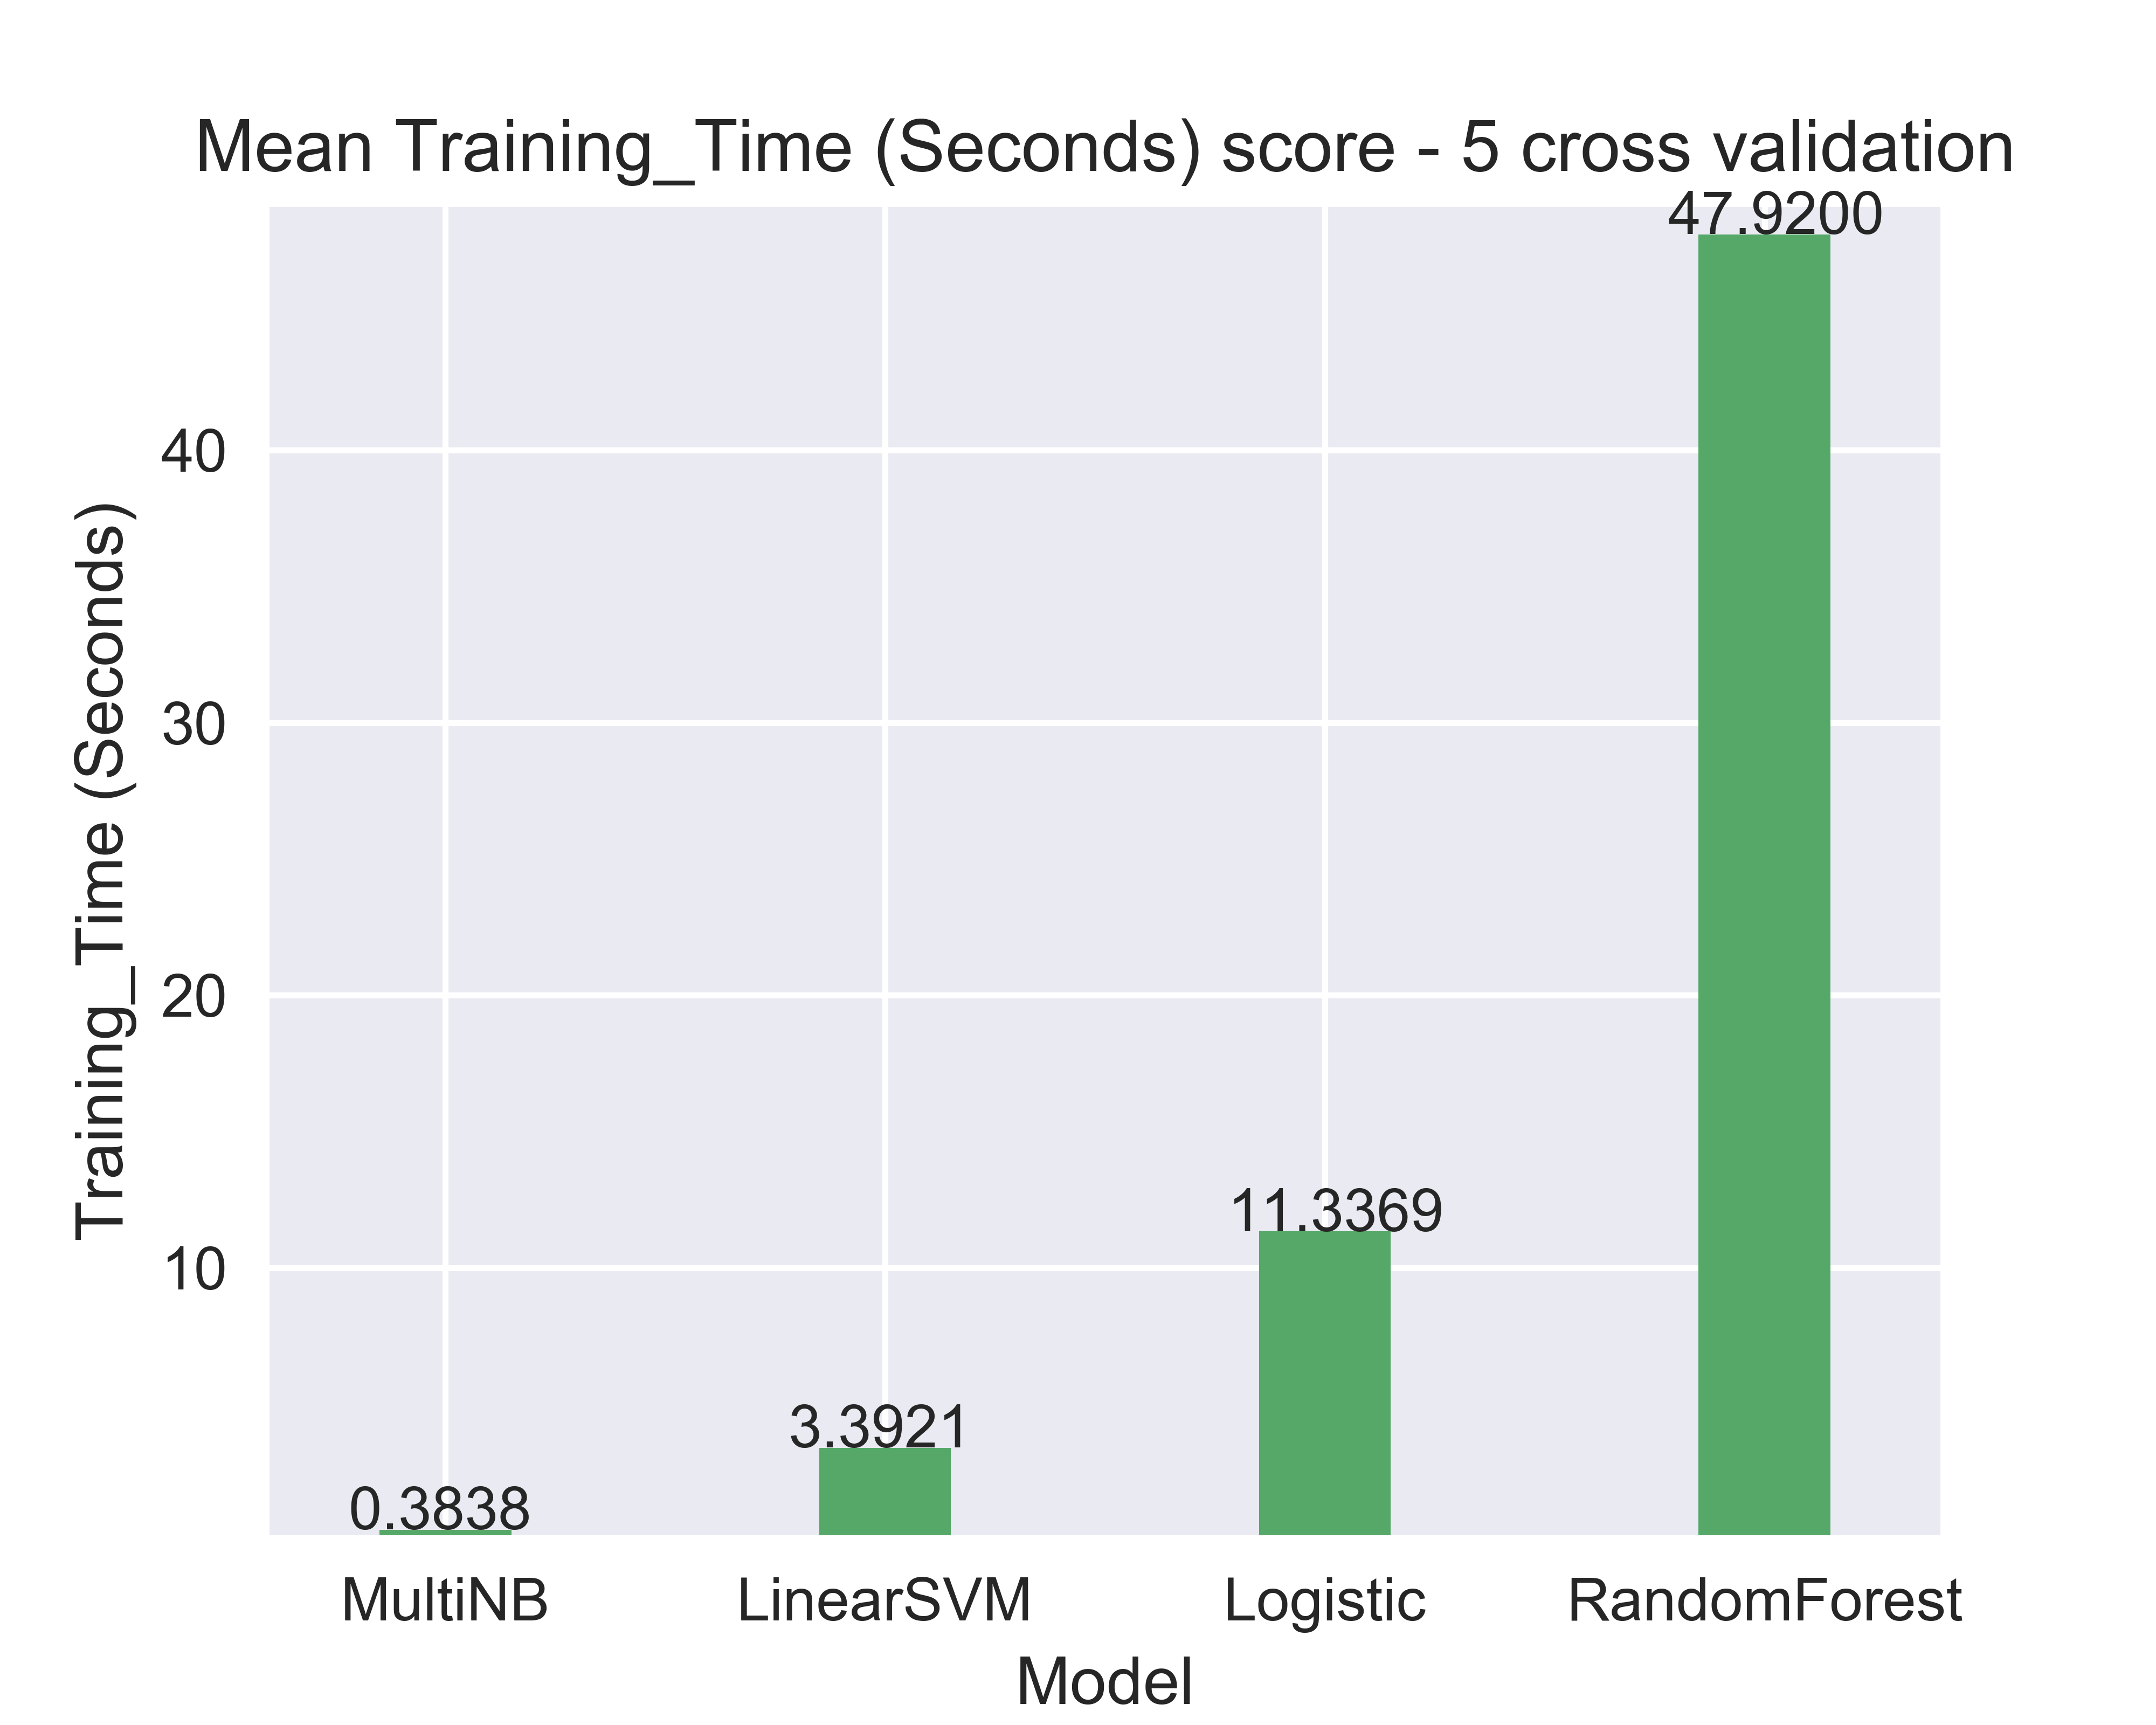 Mean Training_Time (Seconds) score - 5 cross validation
47.9200
40
30
20
10
Training_Time (Seconds)
11.3369
3.3921
0.3838
MultiNB LinearSVM Logistic RandomForest
Model